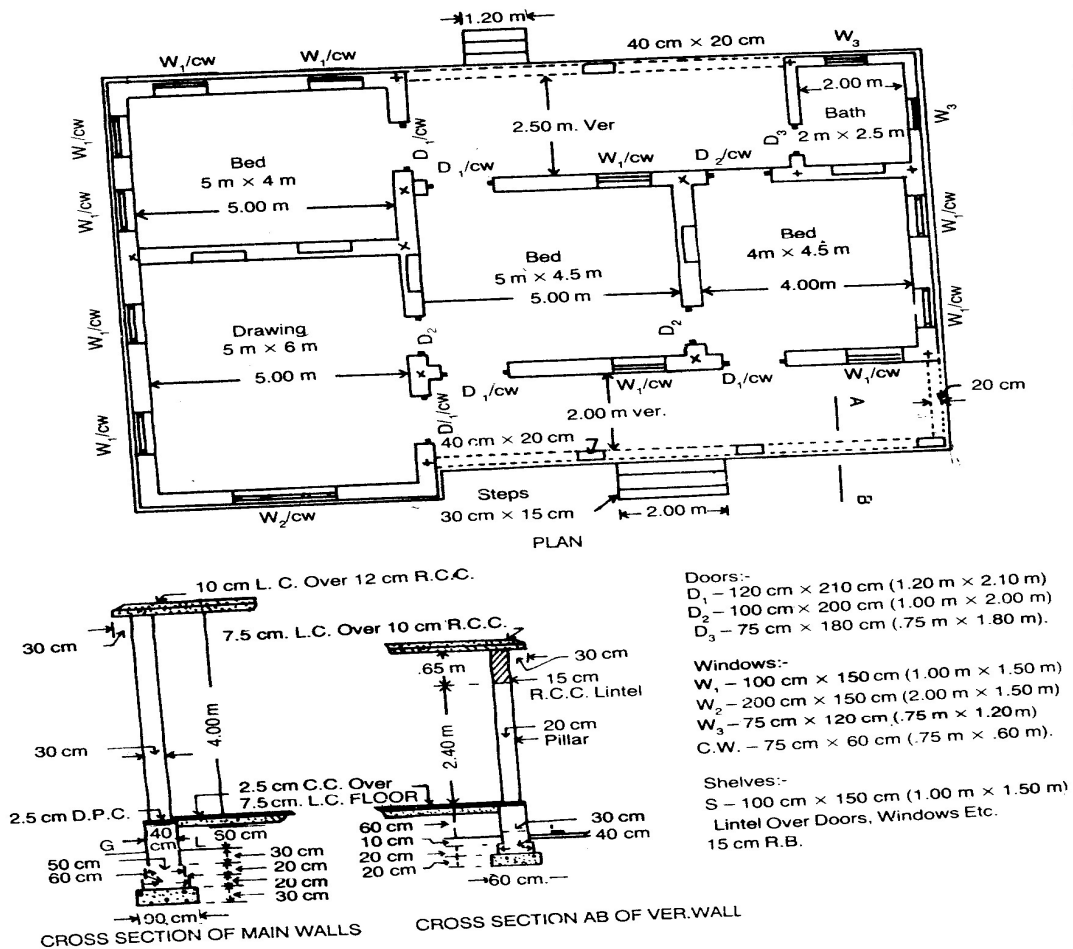 1.20 m
W₁/cw
W₁/cw
40 cm × 20 cm
W₃
2.00 m
Bath
2 m × 2.5 m
W₃
W₁/cw
2.50 m. Ver
D₁/cw
D₃
Bed
5 m × 4 m
5.00 m
D₁/cw
W₁/cw
D₂/cw
W₁/cw
W₁/cw
Bed
5 m × 4.5 m
5.00 m
Bed
4m × 4.5 m
4.00m
W₁/cw
W₁/cw
Drawing
5 m × 6 m
5.00 m
D₂
D₂
W₁/cw
D₁/cw
W₁/cw
D₁/cw
W₁/cw
20 cm
A
2.00 m ver.
D/₁/cw
W₁/cw
40 cm × 20 cm
Steps
30 cm × 15 cm
2.00 m
B
W₂/cw
PLAN
10 cm L. C. Over 12 cm R.C.C.
30 cm
4.00m
30 cm
2.5 cm D.P.C.
2.5 cm C.C. Over
7.5 cm. L.C. FLOOR
G
40
cm
L
60 cm
50 cm
60 cm
30 cm
20 cm
20 cm
30 cm
100 cm.
CROSS SECTION OF MAIN WALLS
7.5 cm. L.C. Over 10 cm R.C.C.
.65 m
30 cm
15 cm
R.C.C. Lintel
2.40 m
20 cm
Pillar
60 cm
10 cm
20 cm
20 cm
30 cm
40 cm
60 cm.
CROSS SECTION AB OF VER.WALL
Doors:-
D₁ – 120 cm × 210 cm (1.20 m × 2.10 m)
D₂ – 100 cm × 200 cm (1.00 m × 2.00 m)
D₃ – 75 cm × 180 cm (.75 m × 1.80 m).
Windows:-
W₁ – 100 cm × 150 cm (1.00 m × 1.50 m)
W₂ – 200 cm × 150 cm (2.00 m × 1.50 m)
W₃ – 75 cm × 120 cm (.75 m × 1.20 m)
C.W. – 75 cm × 60 cm (.75 m × .60 m).
Shelves:-
S – 100 cm × 150 cm (1.00 m × 1.50 m)
Lintel Over Doors, Windows Etc.
15 cm R.B.